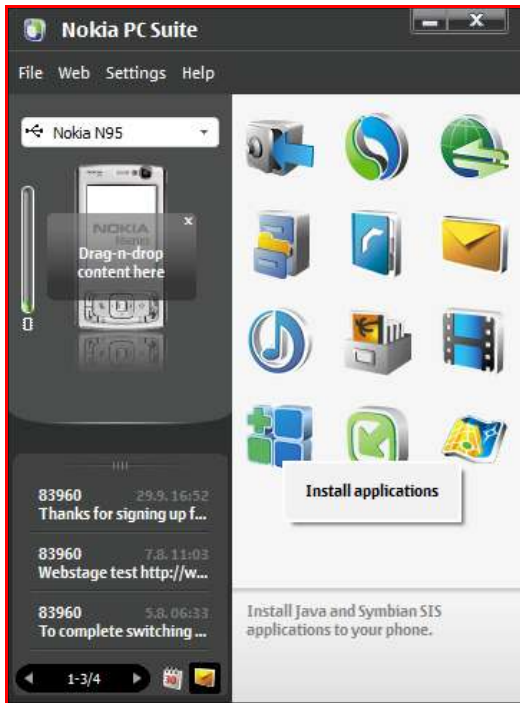 Nokia PC Suite
File Web Settings Help
Nokia N95
NOKIA
Drag-n-drop
content here
83960 29.9. 16:52
Thanks for signing up f...
83960 7.8. 11:03
Webstage test http://w...
83960 5.8. 06:33
To complete switching ...
1-3/4
30
Install applications
Install Java and Symbian SIS
applications to your phone.